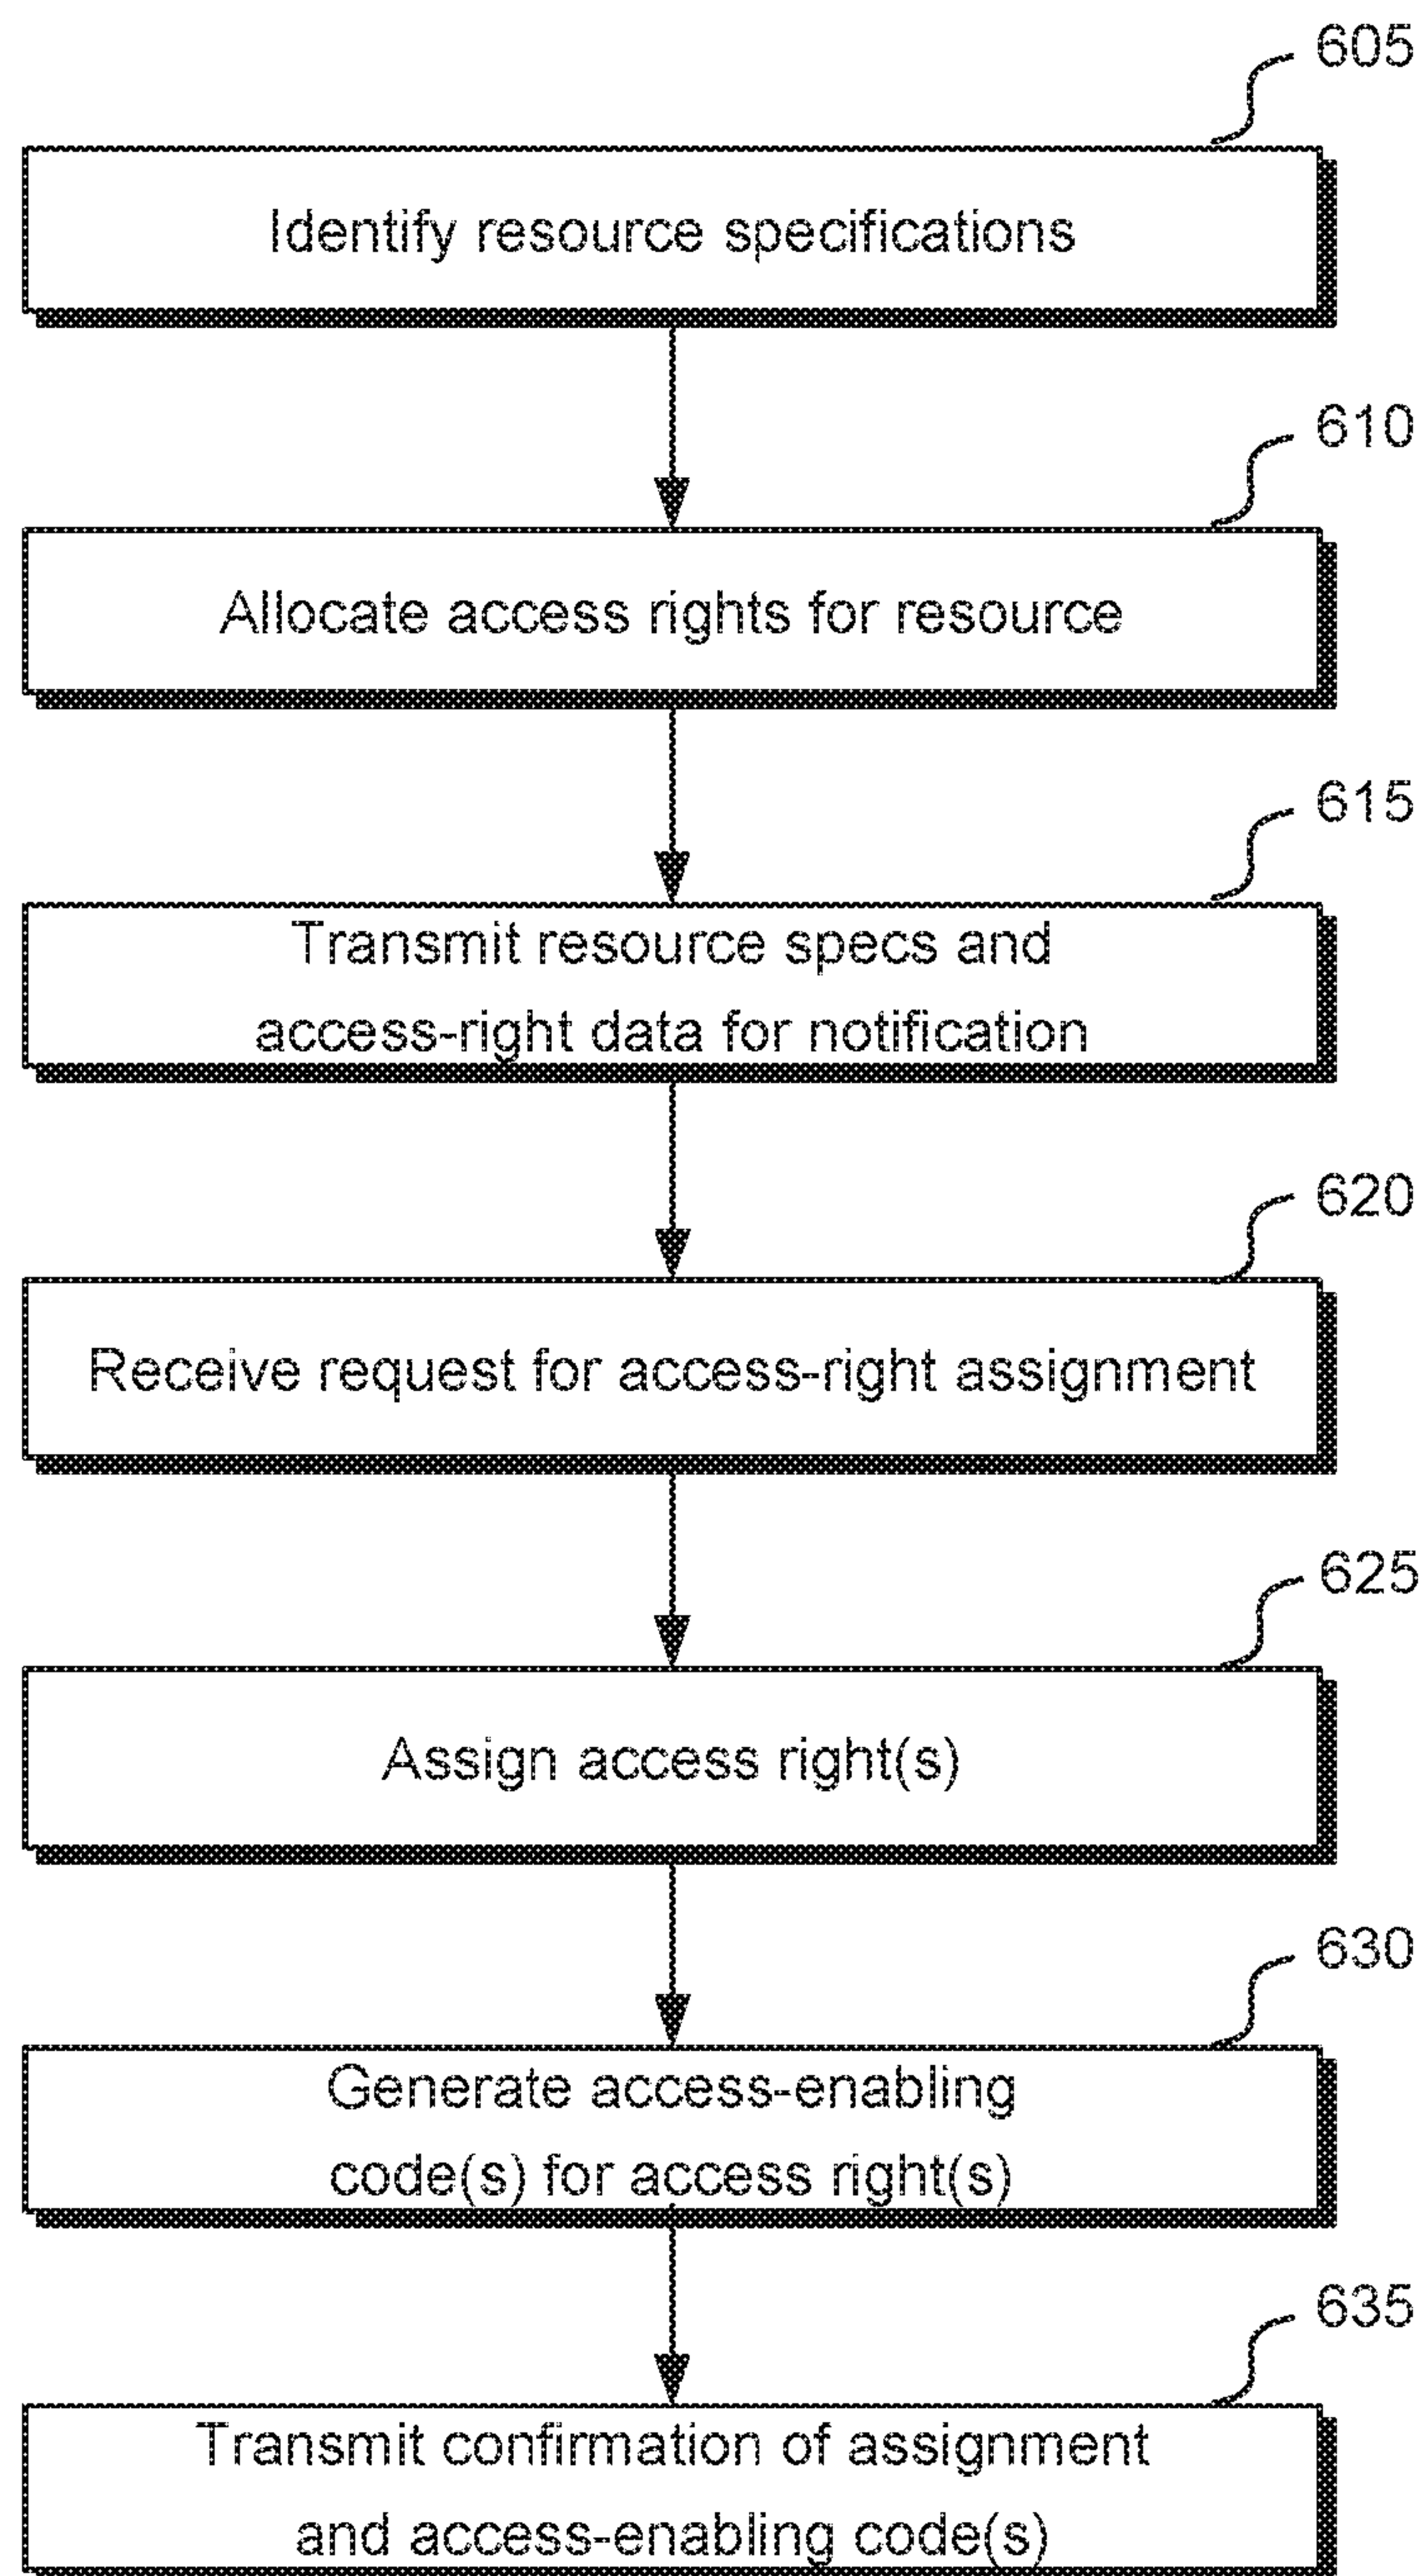 605
Identify resource specifications
610
Allocate access rights for resource
615
Transmit resource specs and
access-right data for notification
620
Receive request for access-right assignment
625
Assign access right(s)
630
Generate access-enabling
code(s) for access right(s)
635
Transmit confirmation of assignment
and access-enabling code(s)